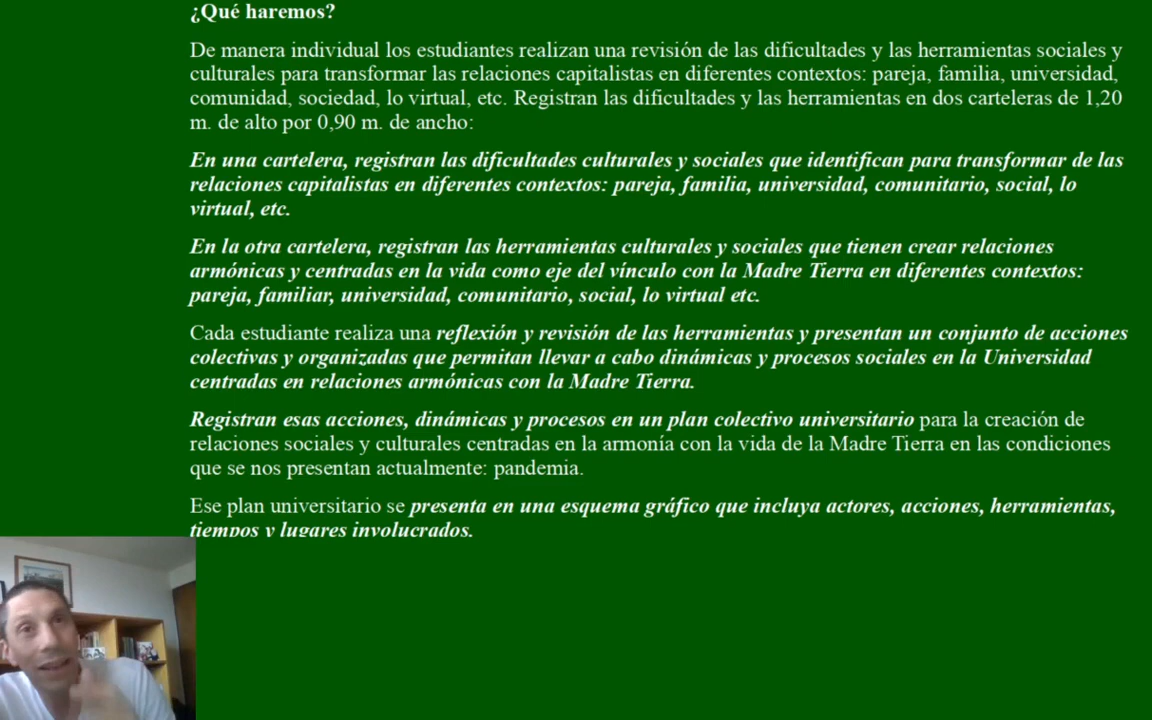 ¿Qué haremos?
De manera individual los estudiantes realizan una revisión de las dificultades y las herramientas sociales y
culturales para transformar las relaciones capitalistas en diferentes contextos: pareja, familia, universidad,
comunidad, sociedad, lo virtual, etc. Registran las dificultades y las herramientas en dos carteleras de 1,20
m. de alto por 0,90 m. de ancho:
En una cartelera, registran las dificultades culturales y sociales que identifican para transformar de las
relaciones capitalistas en diferentes contextos: pareja, familia, universidad, comunitario, social, lo
virtual, etc.
En la otra cartelera, registran las herramientas culturales y sociales que tienen crear relaciones
armónicas y centradas en la vida como eje del vínculo con la Madre Tierra en diferentes contextos:
pareja, familiar, universidad, comunitario, social, lo virtual etc.
Cada estudiante realiza una reflexión y revisión de las herramientas y presentan un conjunto de acciones
colectivas y organizadas que permitan llevar a cabo dinámicas y procesos sociales en la Universidad
centradas en relaciones armónicas con la Madre Tierra.
Registran esas acciones, dinámicas y procesos en un plan colectivo universitario para la creación de
relaciones sociales y culturales centradas en la armonía con la vida de la Madre Tierra en las condiciones
que se nos presentan actualmente: pandemia.
Ese plan universitario se presenta en una esquema gráfico que incluya actores, acciones, herramientas,
tiempos y lugares involucrados.